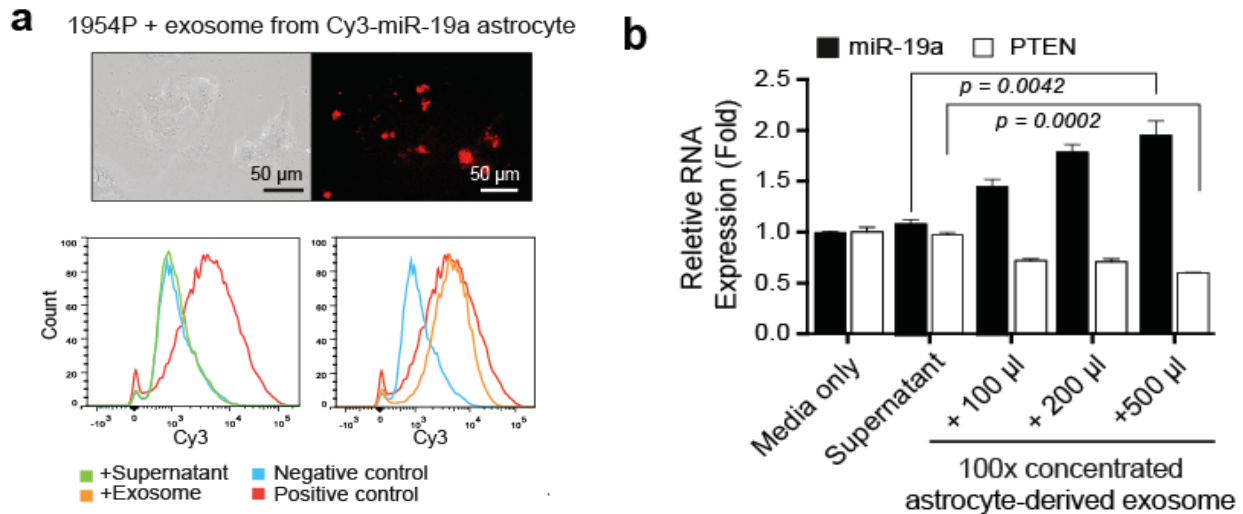 a
1954P + exosome from Cy3-miR-19a astrocyte
50 µm
50 µm
Count
100
80
60
40
20
0
-10³ 0 10³ 10⁴ 10⁵
Cy3
100
80
60
40
20
0
-10³ 0 10³ 10⁴ 10⁵
Cy3
+Supernatant
Negative control
+Exosome
Positive control
b
miR-19a PTEN
Reletive RNA
Expression (Fold)
2.5
2.0
1.5
1.0
0.5
0.0
p = 0.0042
p = 0.0002
Media only
Supernatant
+ 100 µl
+ 200 µl
+500 µl
100x concentrated
astrocyte-derived exosome